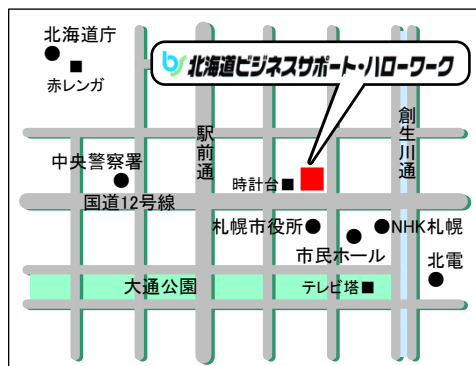 北海道庁
赤レンガ
bs 北海道ビジネスサポート・ハローワーク
駅前通
創生川通
中央警察署
時計台
国道12号線
札幌市役所
NHK札幌
市民ホール
北電
大通公園
テレビ塔